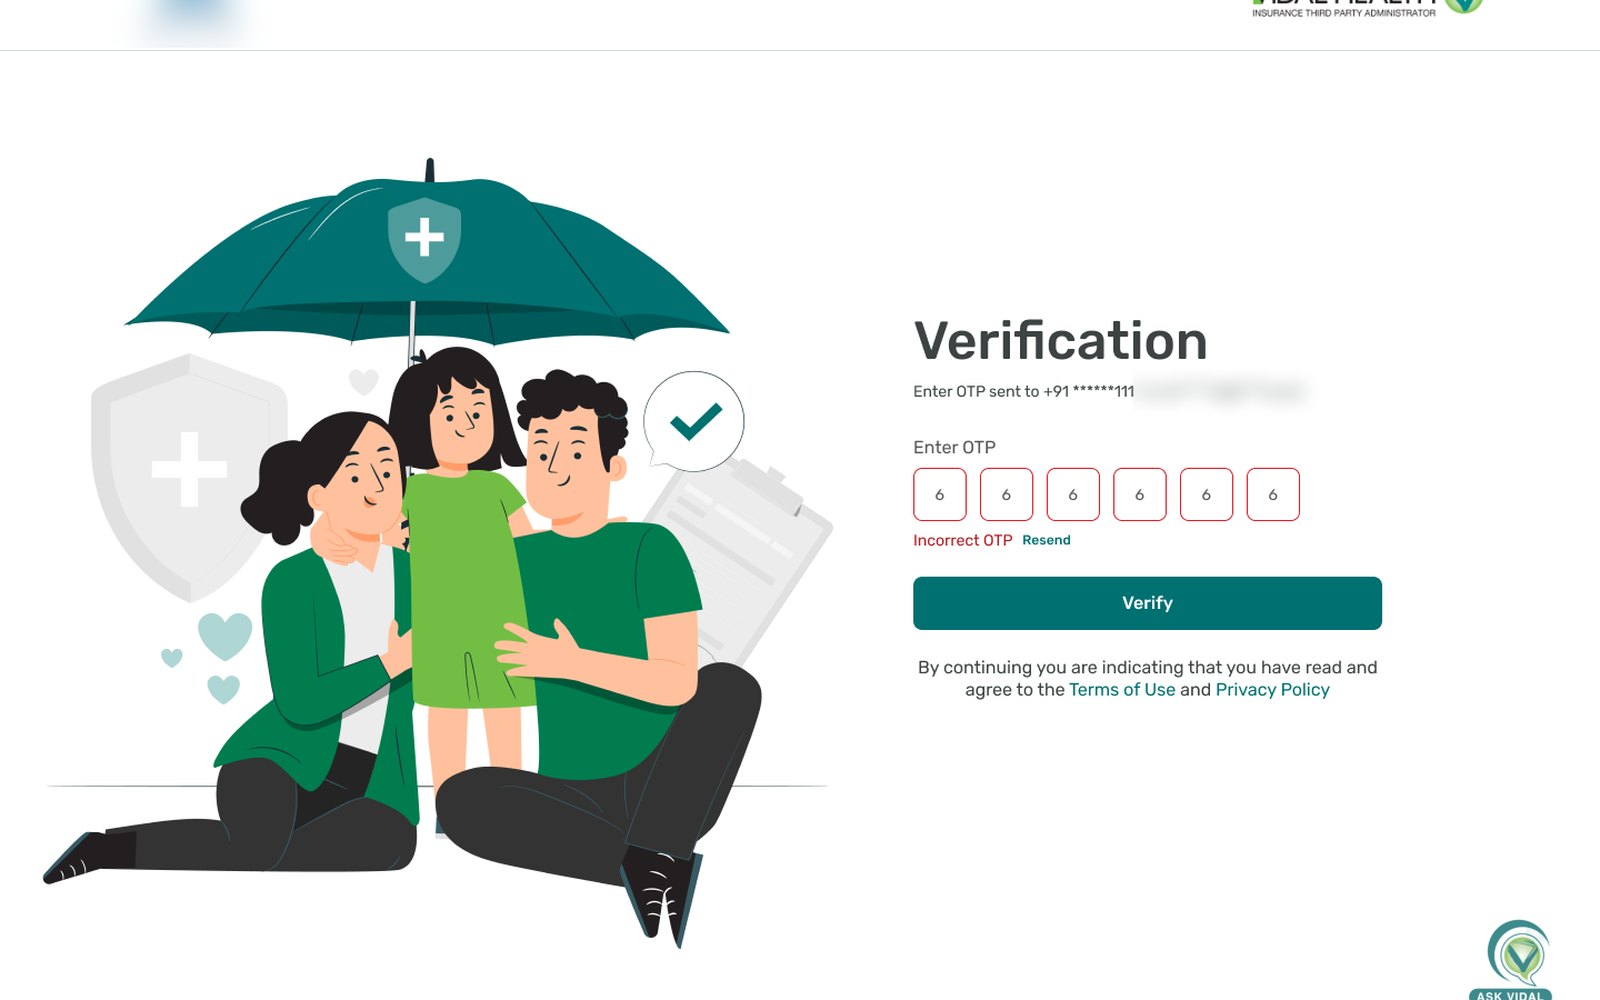 VIDAL HEALTH
INSURANCE THIRD PARTY ADMINISTRATOR
Verification
Enter OTP sent to +91 ******111
Enter OTP
6 6 6 6 6 6
Incorrect OTP Resend
Verify
By continuing you are indicating that you have read and
agree to the Terms of Use and Privacy Policy
ASK VIDAL